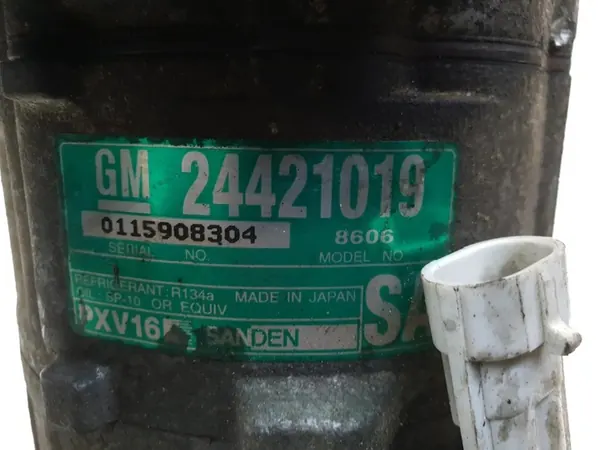 GM 24421019
0115908304 8606
SERIAL NO. MODEL NO
REFRIGERANT: R134a MADE IN JAPAN
OIL: SP-10 OR EQUIV
PXV16 SANDEN SA